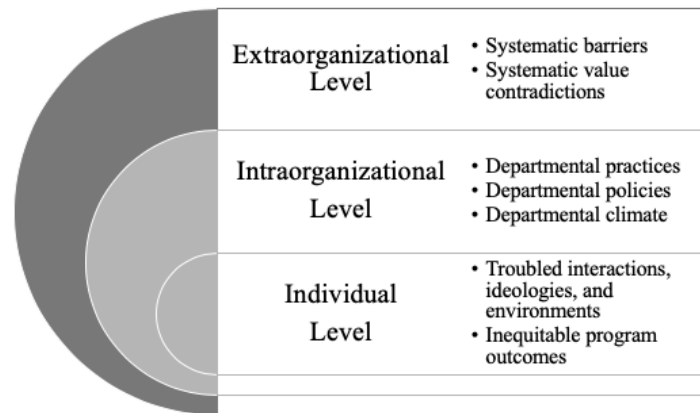 Extraorganizational
Level
• Systematic barriers
• Systematic value
contradictions
Intraorganizational
Level
• Departmental practices
• Departmental policies
• Departmental climate
Individual
Level
• Troubled interactions,
ideologies, and
environments
• Inequitable program
outcomes